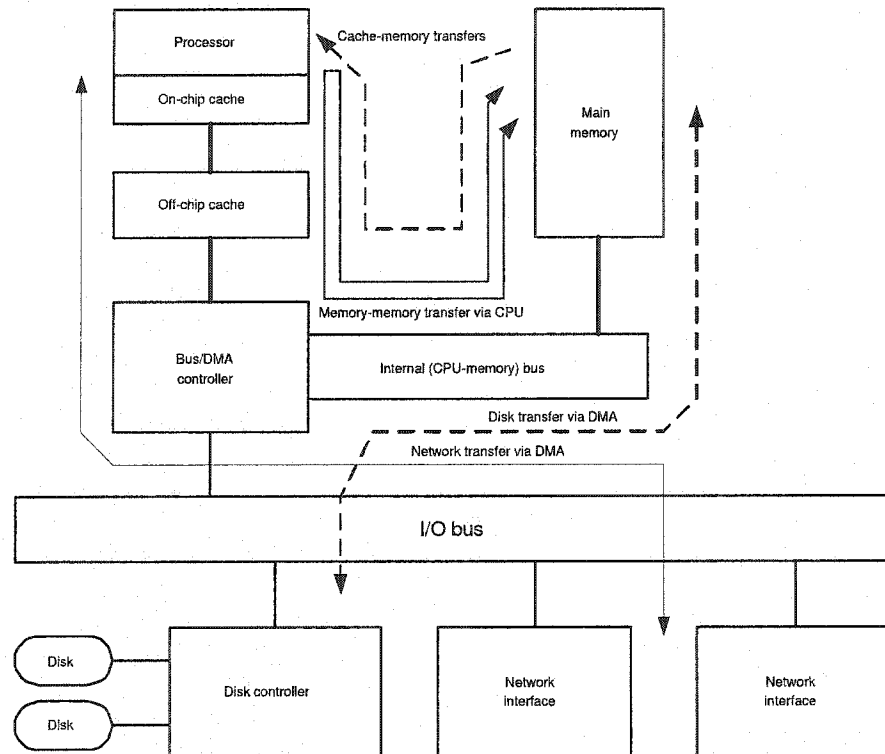 Processor
Cache-memory transfers
On-chip cache
Main
memory
Off-chip cache
Memory-memory transfer via CPU
Bus/DMA
controller
Internal (CPU-memory) bus
Disk transfer via DMA
Network transfer via DMA
I/O bus
Disk
Disk
Disk controller
Network
interface
Network
interface